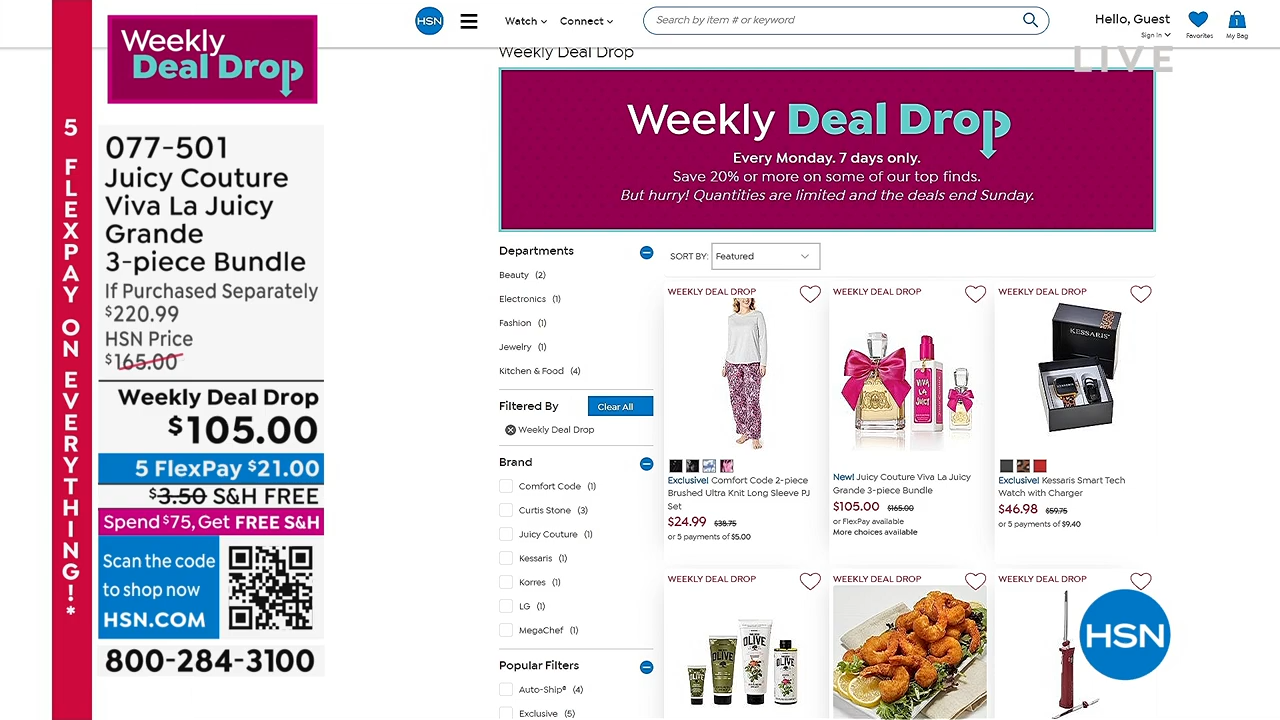 5 FLEXPAY ON EVERYTHING!*
Weekly
Deal Drop
077-501
Juicy Couture
Viva La Juicy
Grande
3-piece Bundle
If Purchased Separately
$220.99
HSN Price
$165.00
Weekly Deal Drop
$105.00
5 FlexPay $21.00
$3.50 S&H FREE
Spend $75, Get FREE S&H
Scan the code
to shop now
HSN.COM
800-284-3100
HSN
Watch
Connect
Search by item # or keyword
Hello, Guest
Sign In
Favorites
1
My Bag
LIVE
Weekly Deal Drop
Weekly Deal Drop
Every Monday. 7 days only.
Save 20% or more on some of our top finds.
But hurry! Quantities are limited and the deals end Sunday.
Departments
Beauty (2)
Electronics (1)
Fashion (1)
Jewelry (1)
Kitchen & Food (4)
Filtered By
Clear All
Weekly Deal Drop
Brand
Comfort Code (1)
Curtis Stone (3)
Juicy Couture (1)
Kessaris (1)
Korres (1)
LG (1)
MegaChef (1)
Popular Filters
Auto-Ship® (4)
Exclusive (5)
SORT BY: Featured
WEEKLY DEAL DROP
Exclusive! Comfort Code 2-piece
Brushed Ultra Knit Long Sleeve PJ
Set
$24.99 $38.75
or 5 payments of $5.00
WEEKLY DEAL DROP
VIVA
LA
JUICY
New! Juicy Couture Viva La Juicy
Grande 3-piece Bundle
$105.00 $165.00
or FlexPay available
More choices available
WEEKLY DEAL DROP
KESSARIS
Exclusive! Kessaris Smart Tech
Watch with Charger
$46.98 $59.75
or 5 payments of $9.40
WEEKLY DEAL DROP
OLIVE
OLIVE
OLIVE
OLIVE
WEEKLY DEAL DROP
WEEKLY DEAL DROP
HSN